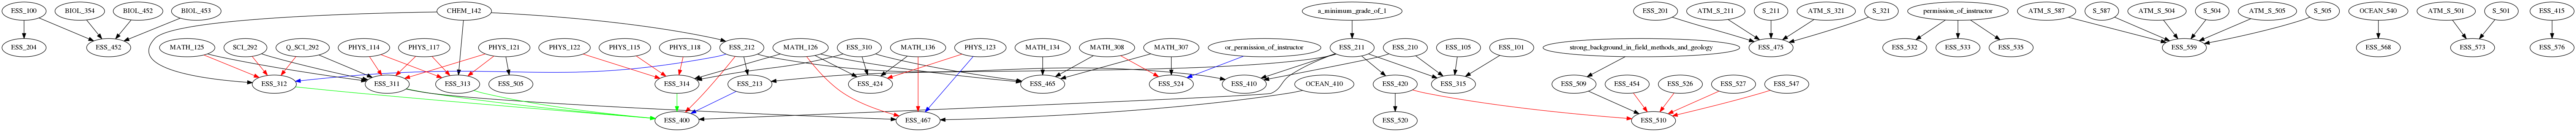 ESS_100
BIOL_354
BIOL_452
BIOL_453
CHEM_142
a_minimum_grade_of_1
ESS_201
ATM_S_211
S_211
ATM_S_321
S_321
permission_of_instructor
ATM_S_587
S_587
ATM_S_504
S_504
ATM_S_505
S_505
OCEAN_540
ATM_S_501
S_501
ESS_415
ESS_204
ESS_452
MATH_125
SCI_292
Q_SCI_292
PHYS_114
PHYS_117
PHYS_121
PHYS_122
PHYS_115
PHYS_118
ESS_212
MATH_126
ESS_310
MATH_136
PHYS_123
MATH_134
MATH_308
MATH_307
or_permission_of_instructor
ESS_211
ESS_210
ESS_105
ESS_101
strong_background_in_field_methods_and_geology
ESS_475
ESS_532
ESS_533
ESS_535
ESS_559
ESS_568
ESS_573
ESS_576
ESS_312
ESS_311
ESS_313
ESS_505
ESS_314
ESS_213
ESS_424
ESS_465
ESS_524
ESS_410
OCEAN_410
ESS_420
ESS_315
ESS_509
ESS_454
ESS_526
ESS_527
ESS_547
ESS_400
ESS_467
ESS_520
ESS_510